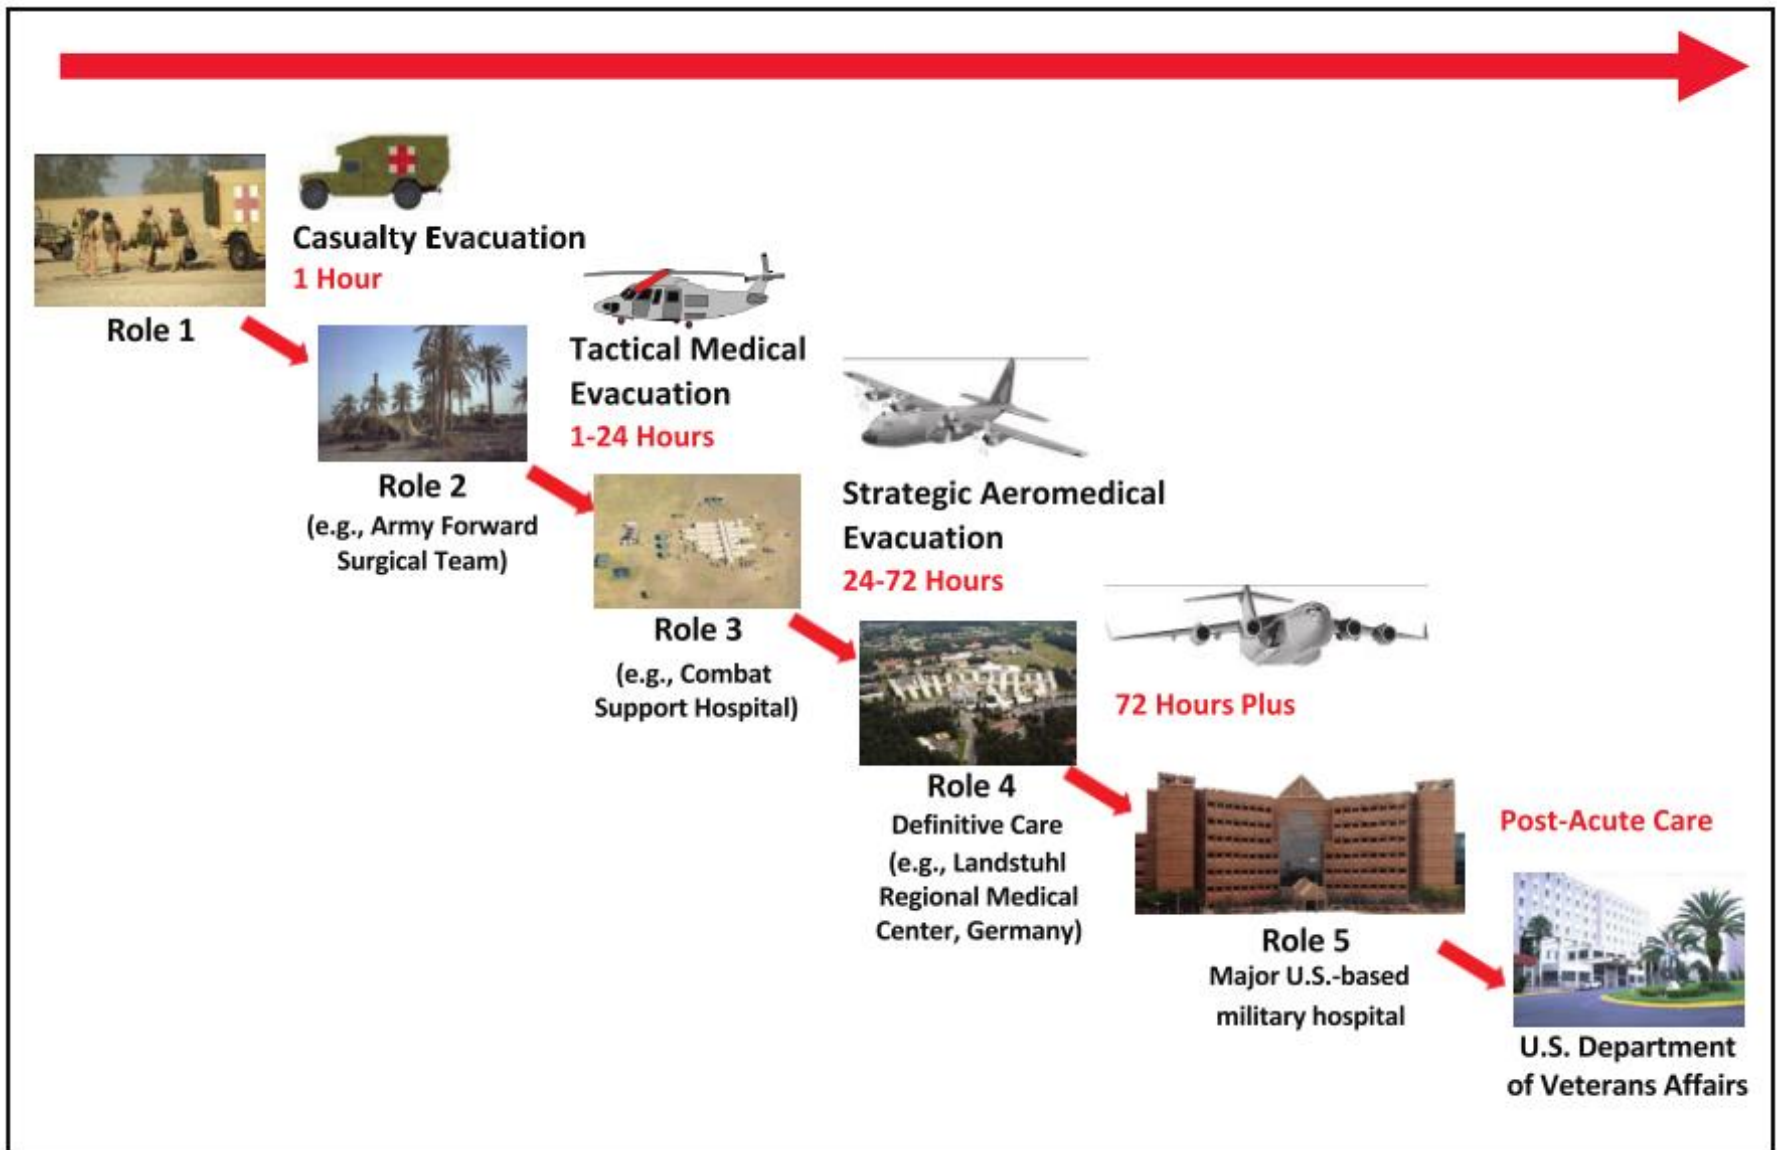 Casualty Evacuation
1 Hour
Role 1
Tactical Medical
Evacuation
1-24 Hours
Role 2
(e.g., Army Forward
Surgical Team)
Strategic Aeromedical
Evacuation
24-72 Hours
Role 3
(e.g., Combat
Support Hospital)
72 Hours Plus
Role 4
Definitive Care
(e.g., Landstuhl
Regional Medical
Center, Germany)
Post-Acute Care
Role 5
Major U.S.-based
military hospital
U.S. Department
of Veterans Affairs